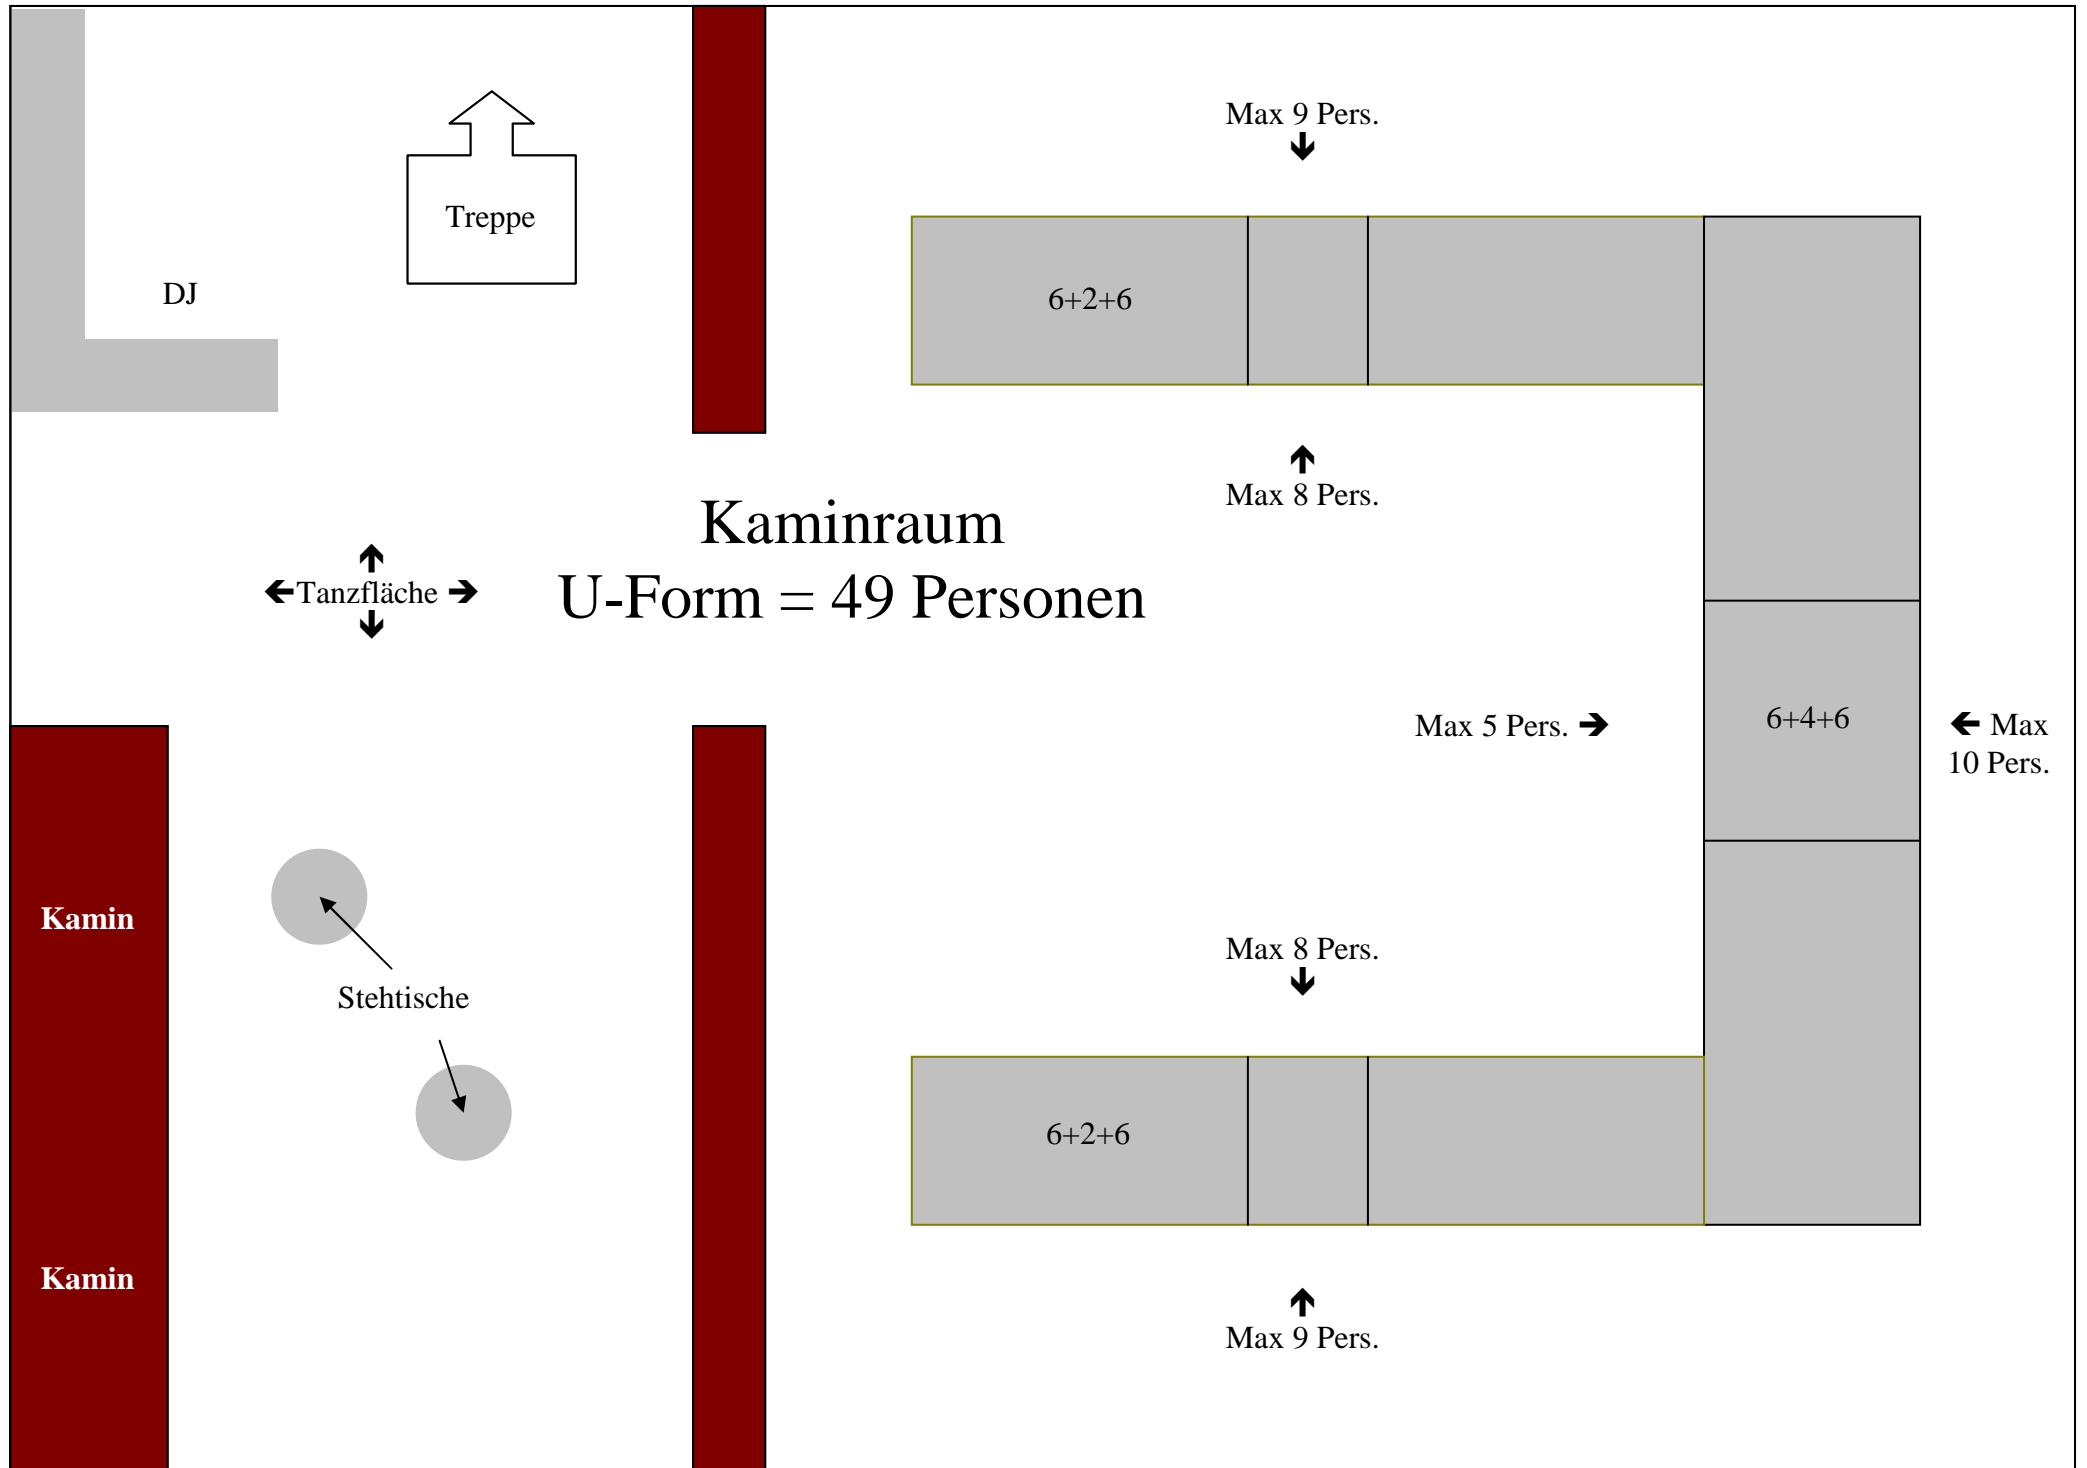 Max 9 Pers.
Treppe
DJ
6+2+6
Max 8 Pers.
Kaminraum
U-Form = 49 Personen
Tanzfläche
Max 5 Pers.
6+4+6
Max
10 Pers.
Kamin
Stehtische
Max 8 Pers.
6+2+6
Kamin
Max 9 Pers.